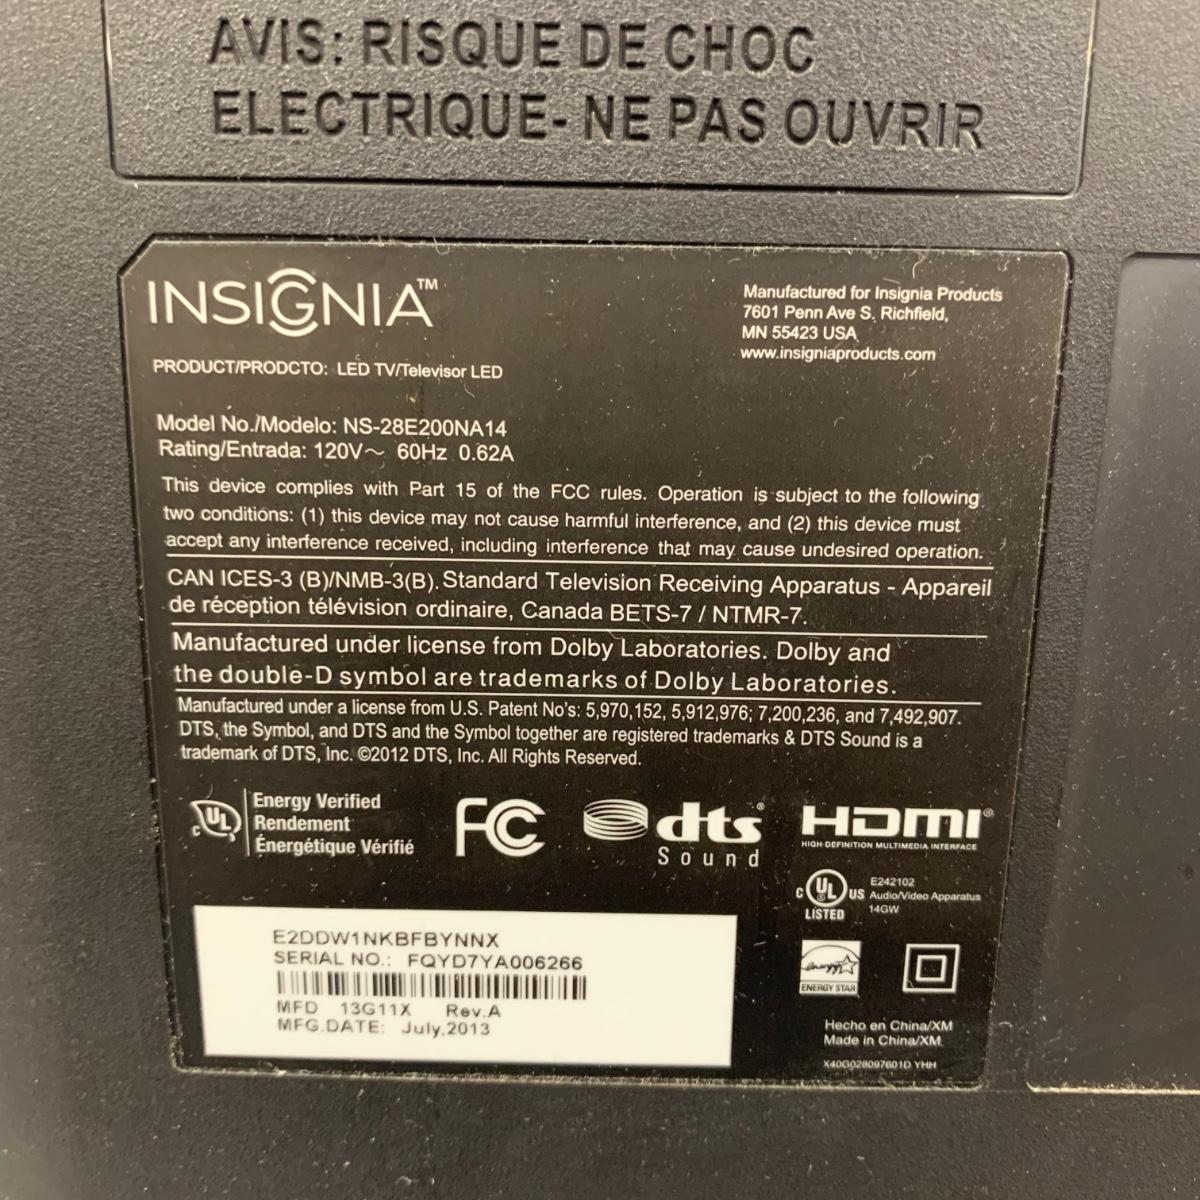 AVIS: RISQUE DE CHOC
ELECTRIQUE- NE PAS OUVRIR
INSIGNIA™
Manufactured for Insignia Products
7601 Penn Ave S. Richfield,
MN 55423 USA
www.insigniaproducts.com
PRODUCT/PRODCTO: LED TV/Televisor LED
Model No./Modelo: NS-28E200NA14
Rating/Entrada: 120V～ 60Hz 0.62A
This device complies with Part 15 of the FCC rules. Operation is subject to the following
two conditions: (1) this device may not cause harmful interference, and (2) this device must
accept any interference received, including interference that may cause undesired operation.
CAN ICES-3 (B)/NMB-3(B). Standard Television Receiving Apparatus - Appareil
de réception télévision ordinaire, Canada BETS-7 / NTMR-7.
Manufactured under license from Dolby Laboratories. Dolby and
the double-D symbol are trademarks of Dolby Laboratories.
Manufactured under a license from U.S. Patent No's: 5,970,152, 5,912,976; 7,200,236, and 7,492,907.
DTS, the Symbol, and DTS and the Symbol together are registered trademarks & DTS Sound is a
trademark of DTS, Inc. ©2012 DTS, Inc. All Rights Reserved.
c UL
Energy Verified
Rendement
Énergétique Vérifié
FC
dts®
Sound
HDMI®
HIGH-DEFINITION MULTIMEDIA INTERFACE
C UL® US
LISTED
E242102
Audio/Video Apparatus
14GW
energy
ENERGY STAR
E2DDW1NKBFBYNNX
SERIAL NO.: FQYD7YA006266
MFD 13G11X Rev.A
MFG.DATE: July,2013
Hecho en China/XM
Made in China/XM
X40G028097601D YHH